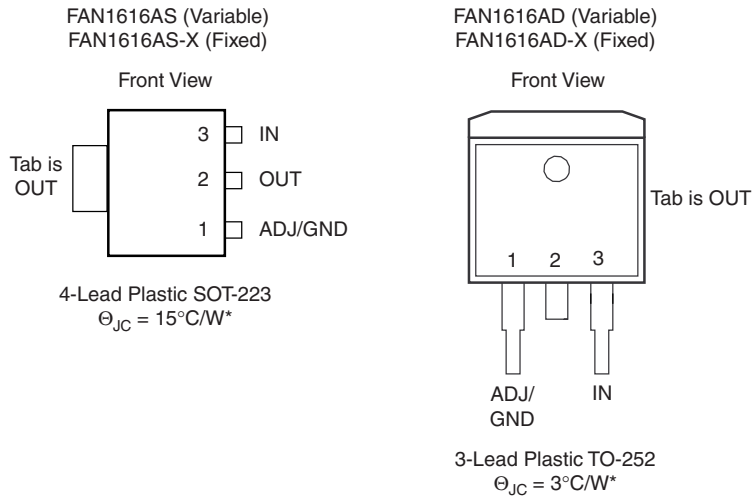 FAN1616AS (Variable)
FAN1616AS-X (Fixed)
Front View
3 IN
Tab is
OUT
2 OUT
1 ADJ/GND
4-Lead Plastic SOT-223
Θ_JC = 15°C/W*
FAN1616AD (Variable)
FAN1616AD-X (Fixed)
Front View
Tab is OUT
1 2 3
ADJ/
GND
IN
3-Lead Plastic TO-252
Θ_JC = 3°C/W*